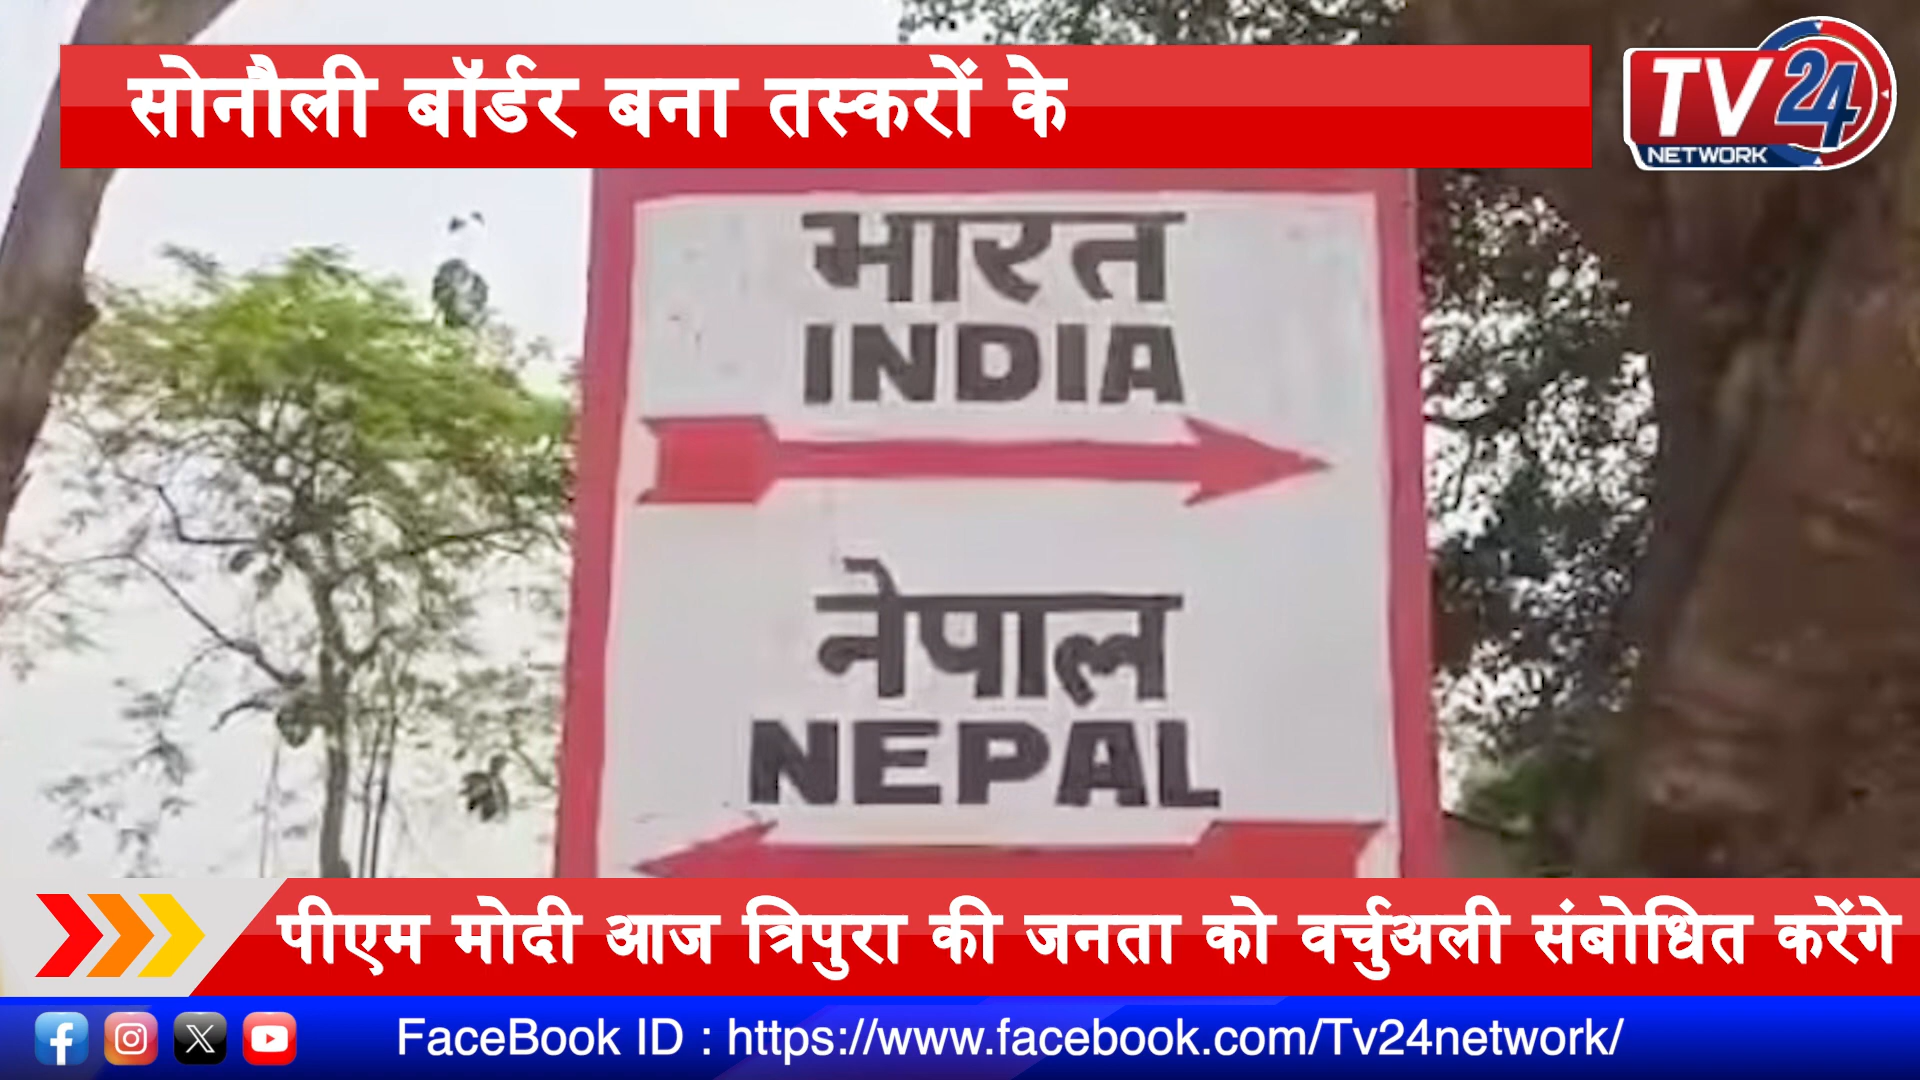 सोनौली बॉर्डर बना तस्करों के
TV24
NETWORK
भारत
INDIA
नेपाल
NEPAL
पीएम मोदी आज त्रिपुरा की जनता को वर्चुअली संबोधित करेंगे
FaceBook ID : https://www.facebook.com/Tv24network/